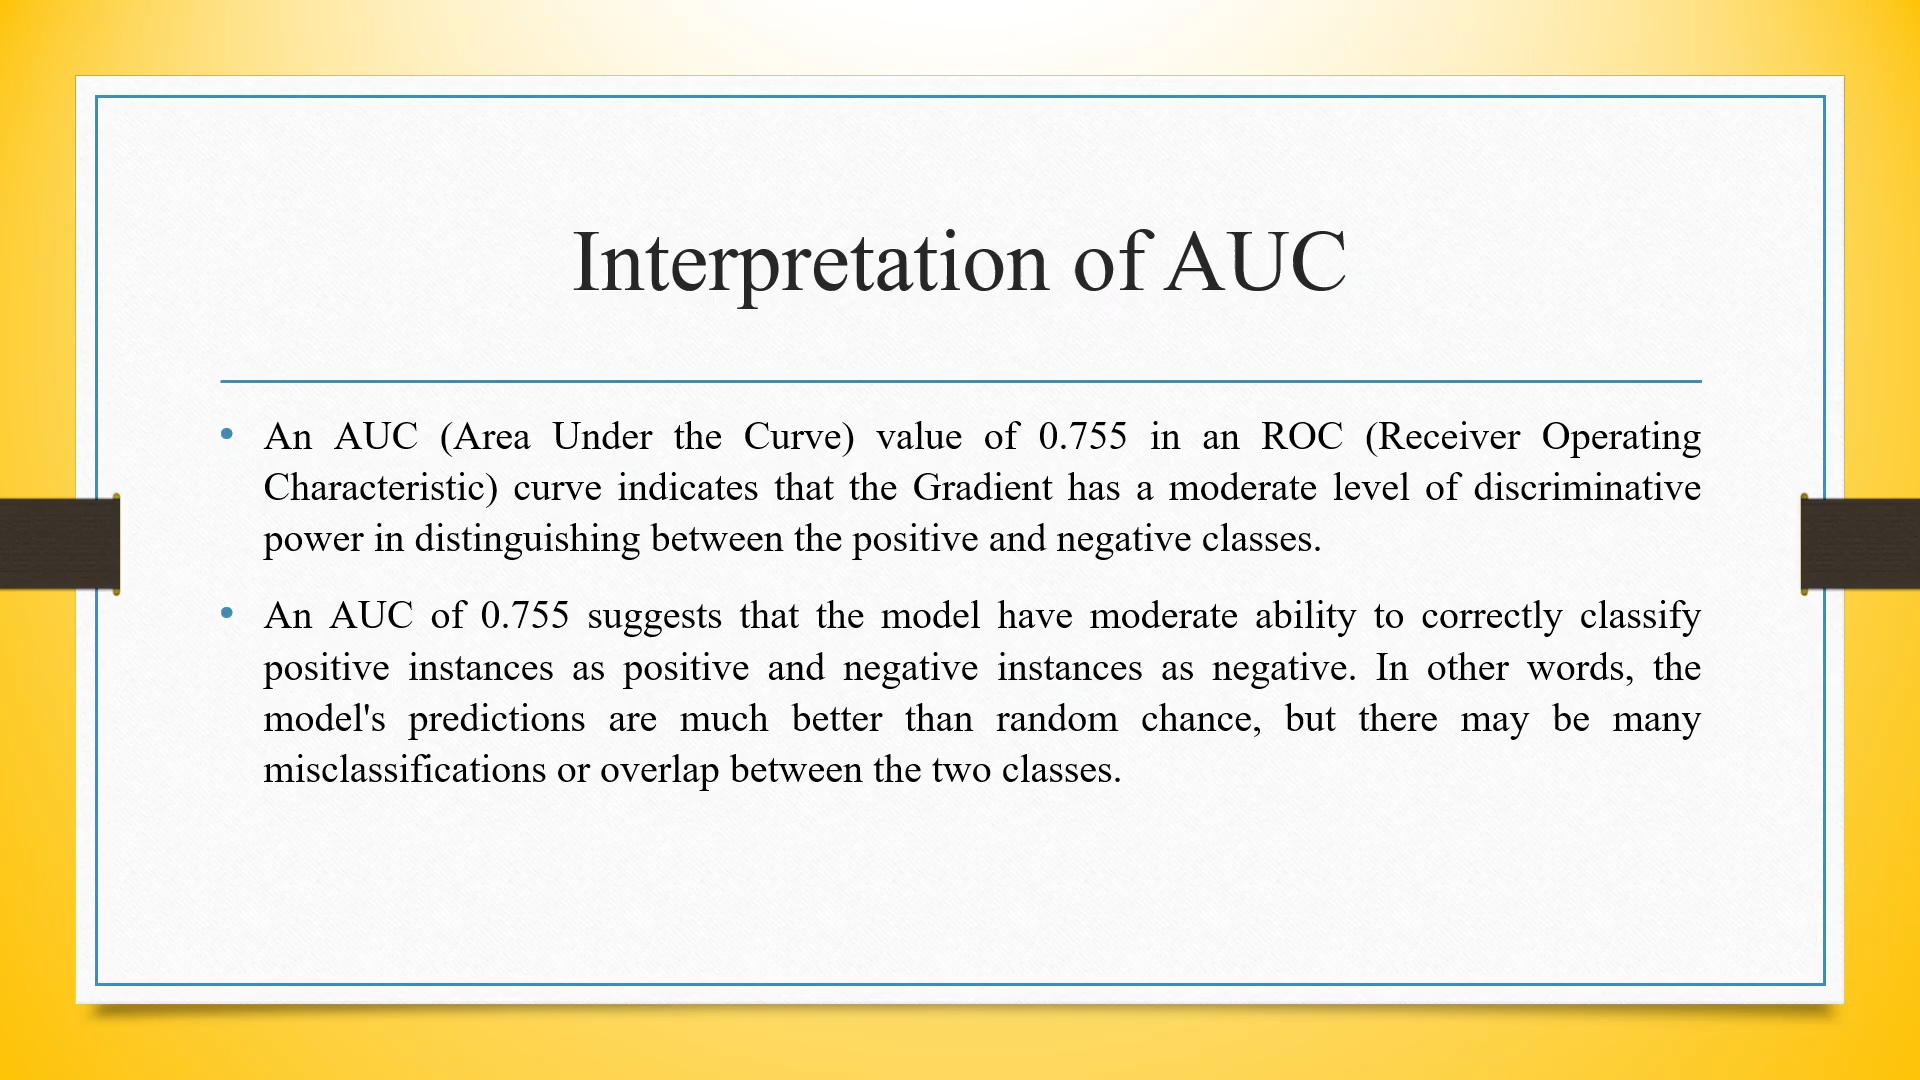 Interpretation of AUC
• An AUC (Area Under the Curve) value of 0.755 in an ROC (Receiver Operating
Characteristic) curve indicates that the Gradient has a moderate level of discriminative
power in distinguishing between the positive and negative classes.
• An AUC of 0.755 suggests that the model have moderate ability to correctly classify
positive instances as positive and negative instances as negative. In other words, the
model's predictions are much better than random chance, but there may be many
misclassifications or overlap between the two classes.